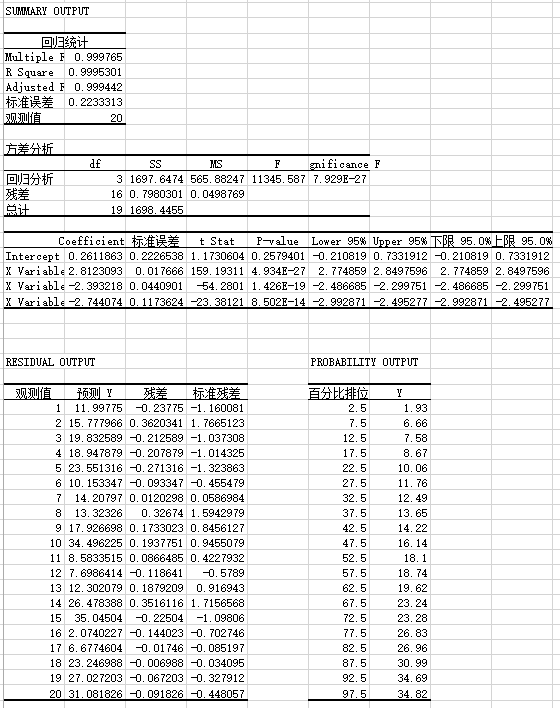 SUMMARY OUTPUT
回归统计
Multiple R 0.999765
R Square 0.9995301
Adjusted R 0.999442
标准误差 0.2233313
观测值 20
方差分析
df SS MS F gnificance F
回归分析 3 1697.6474 565.88247 11345.587 7.929E-27
残差 16 0.7980301 0.0498769
总计 19 1698.4455
Coefficient 标准误差 t Stat P-value Lower 95% Upper 95% 下限 95.0% 上限 95.0%
Intercept 0.2611863 0.2226538 1.1730604 0.2579401 -0.210819 0.7331912 -0.210819 0.7331912
X Variable 2.8123093 0.017666 159.19311 4.934E-27 2.774859 2.8497596 2.774859 2.8497596
X Variable -2.393218 0.0440901 -54.2801 1.426E-19 -2.486685 -2.299751 -2.486685 -2.299751
X Variable -2.744074 0.1173624 -23.38121 8.502E-14 -2.992871 -2.495277 -2.992871 -2.495277
RESIDUAL OUTPUT PROBABILITY OUTPUT
观测值 预测 Y 残差 标准残差 百分比排位 Y
1 11.99775 -0.23775 -1.160081 2.5 1.93
2 15.777966 0.3620341 1.7665123 7.5 6.66
3 19.832589 -0.212589 -1.037308 12.5 7.58
4 18.947879 -0.207879 -1.014325 17.5 8.67
5 23.551316 -0.271316 -1.323863 22.5 10.06
6 10.153347 -0.093347 -0.455479 27.5 11.76
7 14.20797 0.0120298 0.0586984 32.5 12.49
8 13.32326 0.32674 1.5942979 37.5 13.65
9 17.926698 0.1733023 0.8456127 42.5 14.22
10 34.496225 0.1937751 0.9455079 47.5 16.14
11 8.5833515 0.0866485 0.4227932 52.5 18.1
12 7.6986414 -0.118641 -0.5789 57.5 18.74
13 12.302079 0.1879209 0.916943 62.5 19.62
14 26.478388 0.3516116 1.7156568 67.5 23.24
15 35.04504 -0.22504 -1.09806 72.5 23.28
16 2.0740227 -0.144023 -0.702746 77.5 26.83
17 6.6774604 -0.01746 -0.085197 82.5 26.96
18 23.246988 -0.006988 -0.034095 87.5 30.99
19 27.027203 -0.067203 -0.327912 92.5 34.69
20 31.081826 -0.091826 -0.448057 97.5 34.82